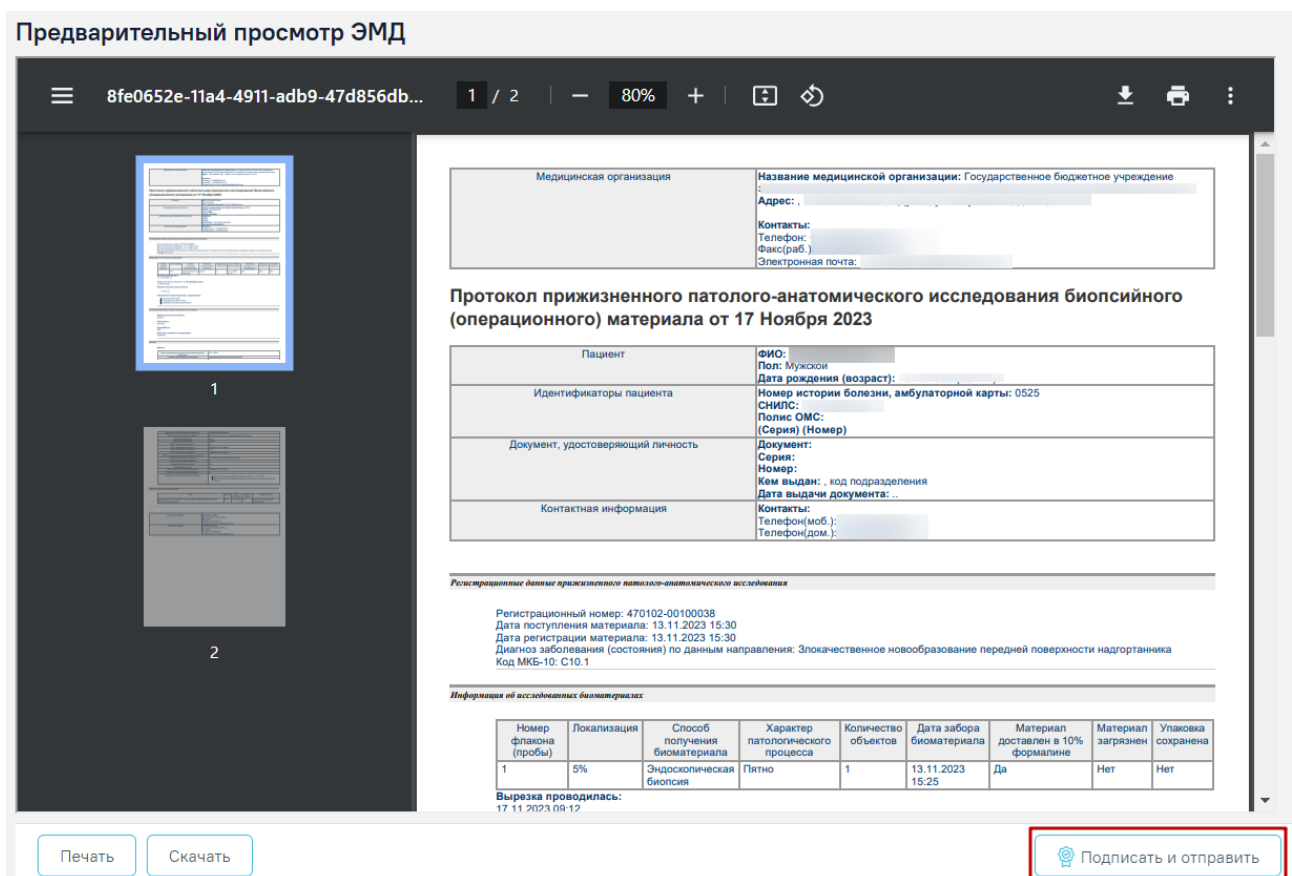 Предварительный просмотр ЭМД
8fe0652e-11a4-4911-adb9-47d856db...
1 / 2
80%
1
2
Медицинская организация
Название медицинской организации: Государственное бюджетное учреждение
:
Адрес: ,
Контакты:
Телефон:
Факс(раб.)
Электронная почта:
Протокол прижизненного патолого-анатомического исследования биопсийного
(операционного) материала от 17 Ноября 2023
Пациент
ФИО:
Пол: Мужской
Дата рождения (возраст):
Идентификаторы пациента
Номер истории болезни, амбулаторной карты: 0525
СНИЛС:
Полис ОМС:
(Серия) (Номер)
Документ, удостоверяющий личность
Документ:
Серия:
Номер:
Кем выдан: , код подразделения
Дата выдачи документа: ..
Контактная информация
Контакты:
Телефон(моб.):
Телефон(дом.):
Регистрационные данные прижизненного патолого-анатомического исследования
Регистрационный номер: 470102-00100038
Дата поступления материала: 13.11.2023 15:30
Дата регистрации материала: 13.11.2023 15:30
Диагноз заболевания (состояния) по данным направления: Злокачественное новообразование передней поверхности надгортанника
Код МКБ-10: C10.1
Информация об исследованных биоматериалах
Номер флакона (пробы)
Локализация
Способ получения биоматериала
Характер патологического процесса
Количество объектов
Дата забора биоматериала
Материал доставлен в 10% формалине
Материал загрязнен
Упаковка сохранена
1
5%
Эндоскопическая биопсия
Пятно
1
13.11.2023 15:25
Да
Нет
Нет
Вырезка проводилась:
17.11.2023 09:12
Печать
Скачать
Подписать и отправить